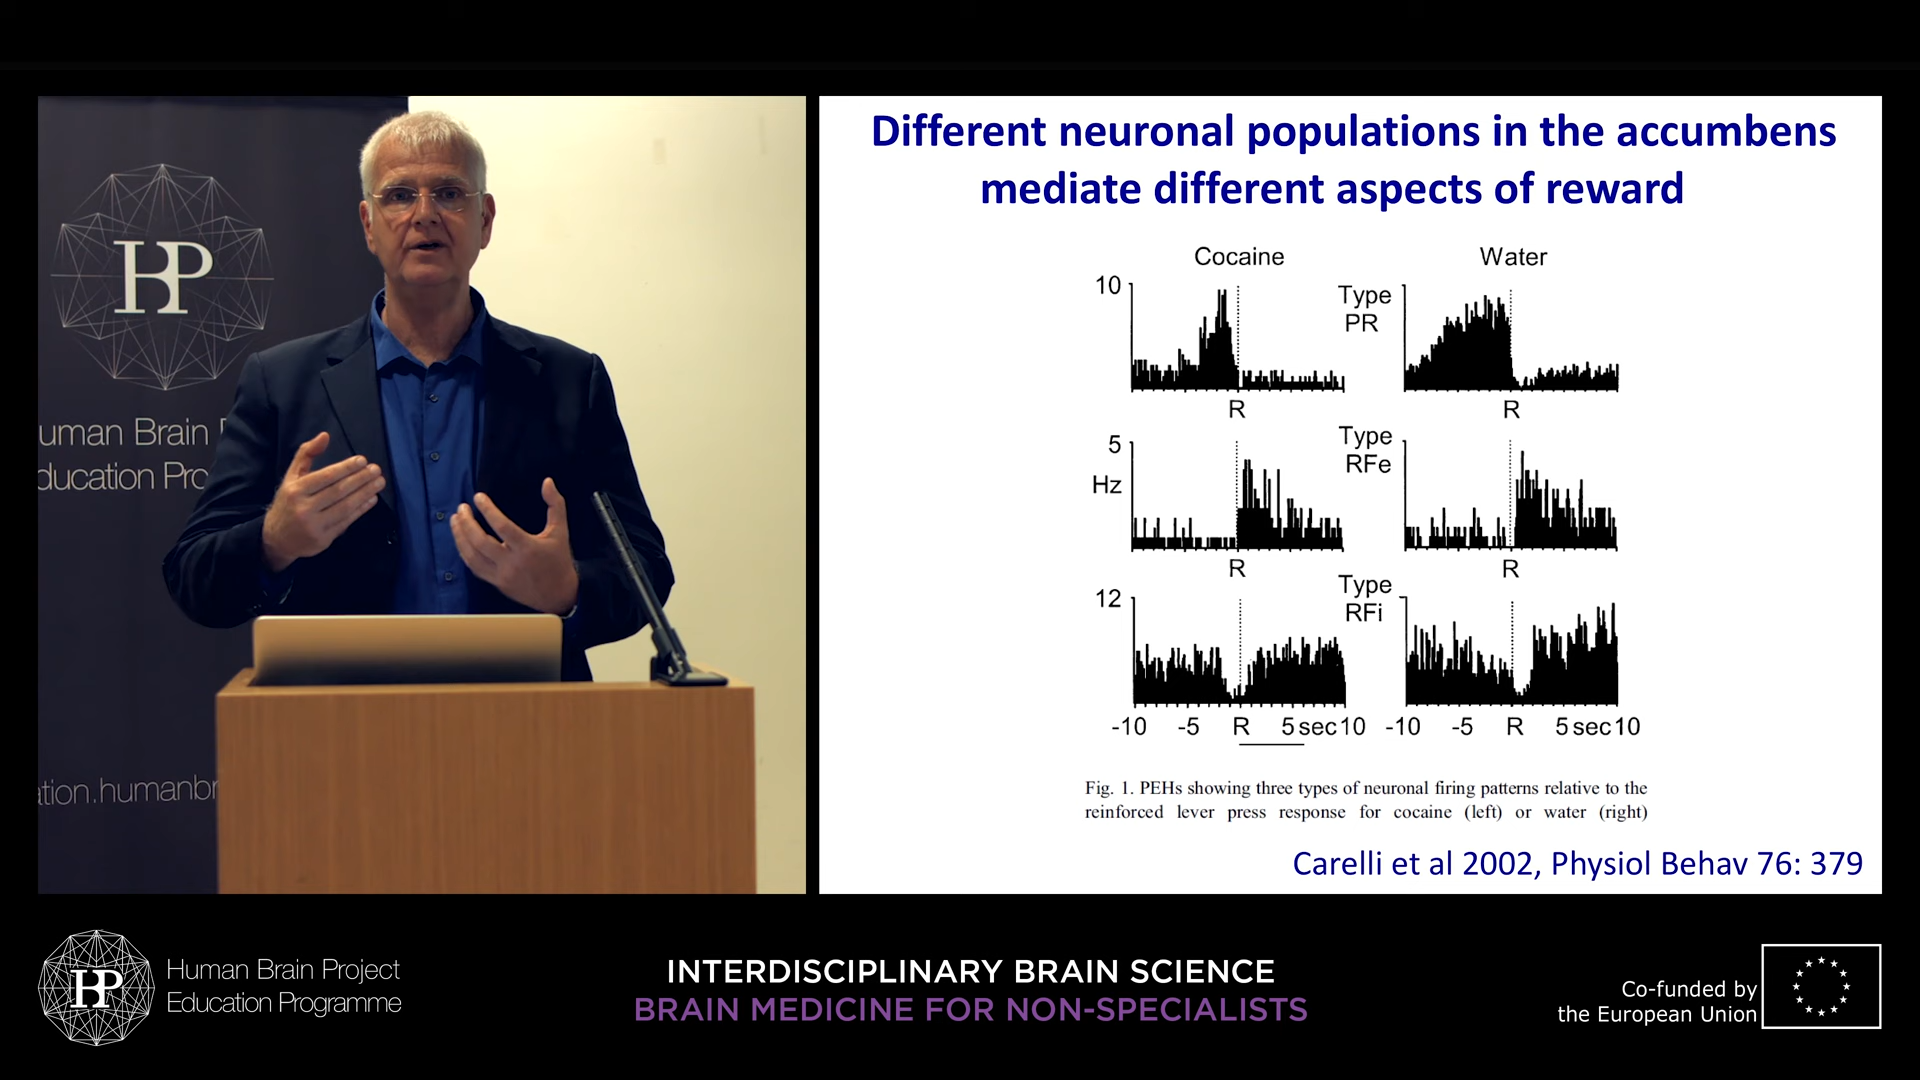 HBP
uman Brain
ducation Pro
ation.humanbr
Different neuronal populations in the accumbens
mediate different aspects of reward
Cocaine
Water
10
Type
PR
R
R
5
Hz
Type
RFe
R
R
12
Type
RFi
-10 -5 R 5 sec 10
-10 -5 R 5 sec 10
Fig. 1. PEHs showing three types of neuronal firing patterns relative to the
reinforced lever press response for cocaine (left) or water (right)
Carelli et al 2002, Physiol Behav 76: 379
HBP
Human Brain Project
Education Programme
INTERDISCIPLINARY BRAIN SCIENCE
BRAIN MEDICINE FOR NON-SPECIALISTS
Co-funded by
the European Union